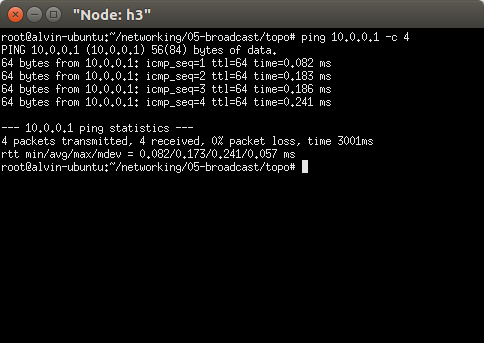 "Node: h3"
root@alvin-ubuntu:~/networking/05-broadcast/topo# ping 10.0.0.1 -c 4
PING 10.0.0.1 (10.0.0.1) 56(84) bytes of data.
64 bytes from 10.0.0.1: icmp_seq=1 ttl=64 time=0.082 ms
64 bytes from 10.0.0.1: icmp_seq=2 ttl=64 time=0.183 ms
64 bytes from 10.0.0.1: icmp_seq=3 ttl=64 time=0.186 ms
64 bytes from 10.0.0.1: icmp_seq=4 ttl=64 time=0.241 ms
--- 10.0.0.1 ping statistics ---
4 packets transmitted, 4 received, 0% packet loss, time 3001ms
rtt min/avg/max/mdev = 0.082/0.173/0.241/0.057 ms
root@alvin-ubuntu:~/networking/05-broadcast/topo#